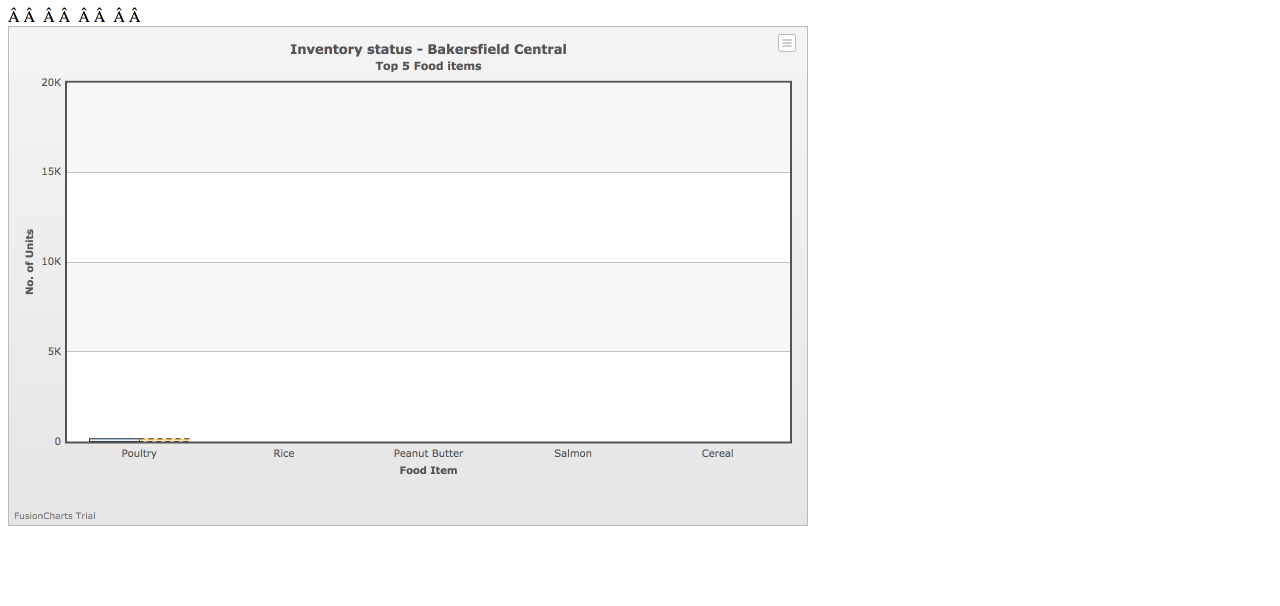 Â Â  Â Â  Â Â  Â Â
Inventory status - Bakersfield Central
Top 5 Food items
20K
15K
10K
5K
0
No. of Units
Poultry Rice Peanut Butter Salmon Cereal
Food Item
FusionCharts Trial